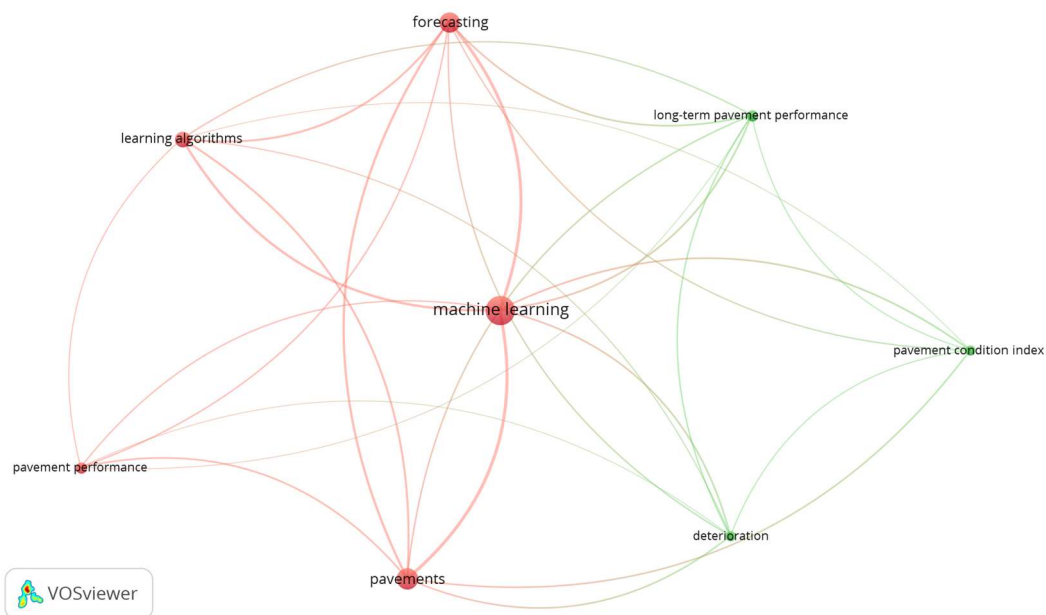 forecasting
long-term pavement performance
learning algorithms
machine learning
pavement condition index
pavement performance
deterioration
pavements
VOSviewer